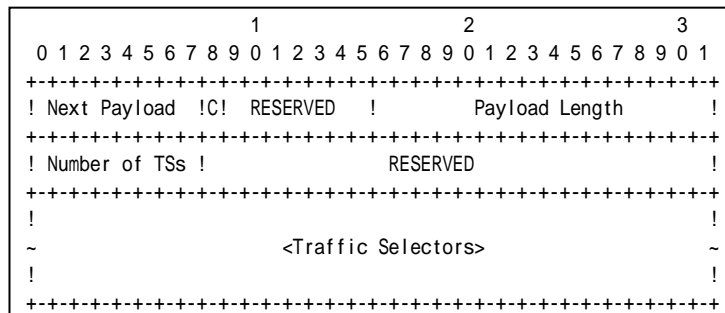 1                   2                   3
0 1 2 3 4 5 6 7 8 9 0 1 2 3 4 5 6 7 8 9 0 1 2 3 4 5 6 7 8 9 0 1
+-+-+-+-+-+-+-+-+-+-+-+-+-+-+-+-+-+-+-+-+-+-+-+-+-+-+-+-+-+-+-+-+
! Next Payload !C! RESERVED ! Payload Length !
+-+-+-+-+-+-+-+-+-+-+-+-+-+-+-+-+-+-+-+-+-+-+-+-+-+-+-+-+-+-+-+-+
! Number of TSs ! RESERVED !
+-+-+-+-+-+-+-+-+-+-+-+-+-+-+-+-+-+-+-+-+-+-+-+-+-+-+-+-+-+-+-+-+
! !
~ <Traffic Selectors> ~
! !
+-+-+-+-+-+-+-+-+-+-+-+-+-+-+-+-+-+-+-+-+-+-+-+-+-+-+-+-+-+-+-+-+